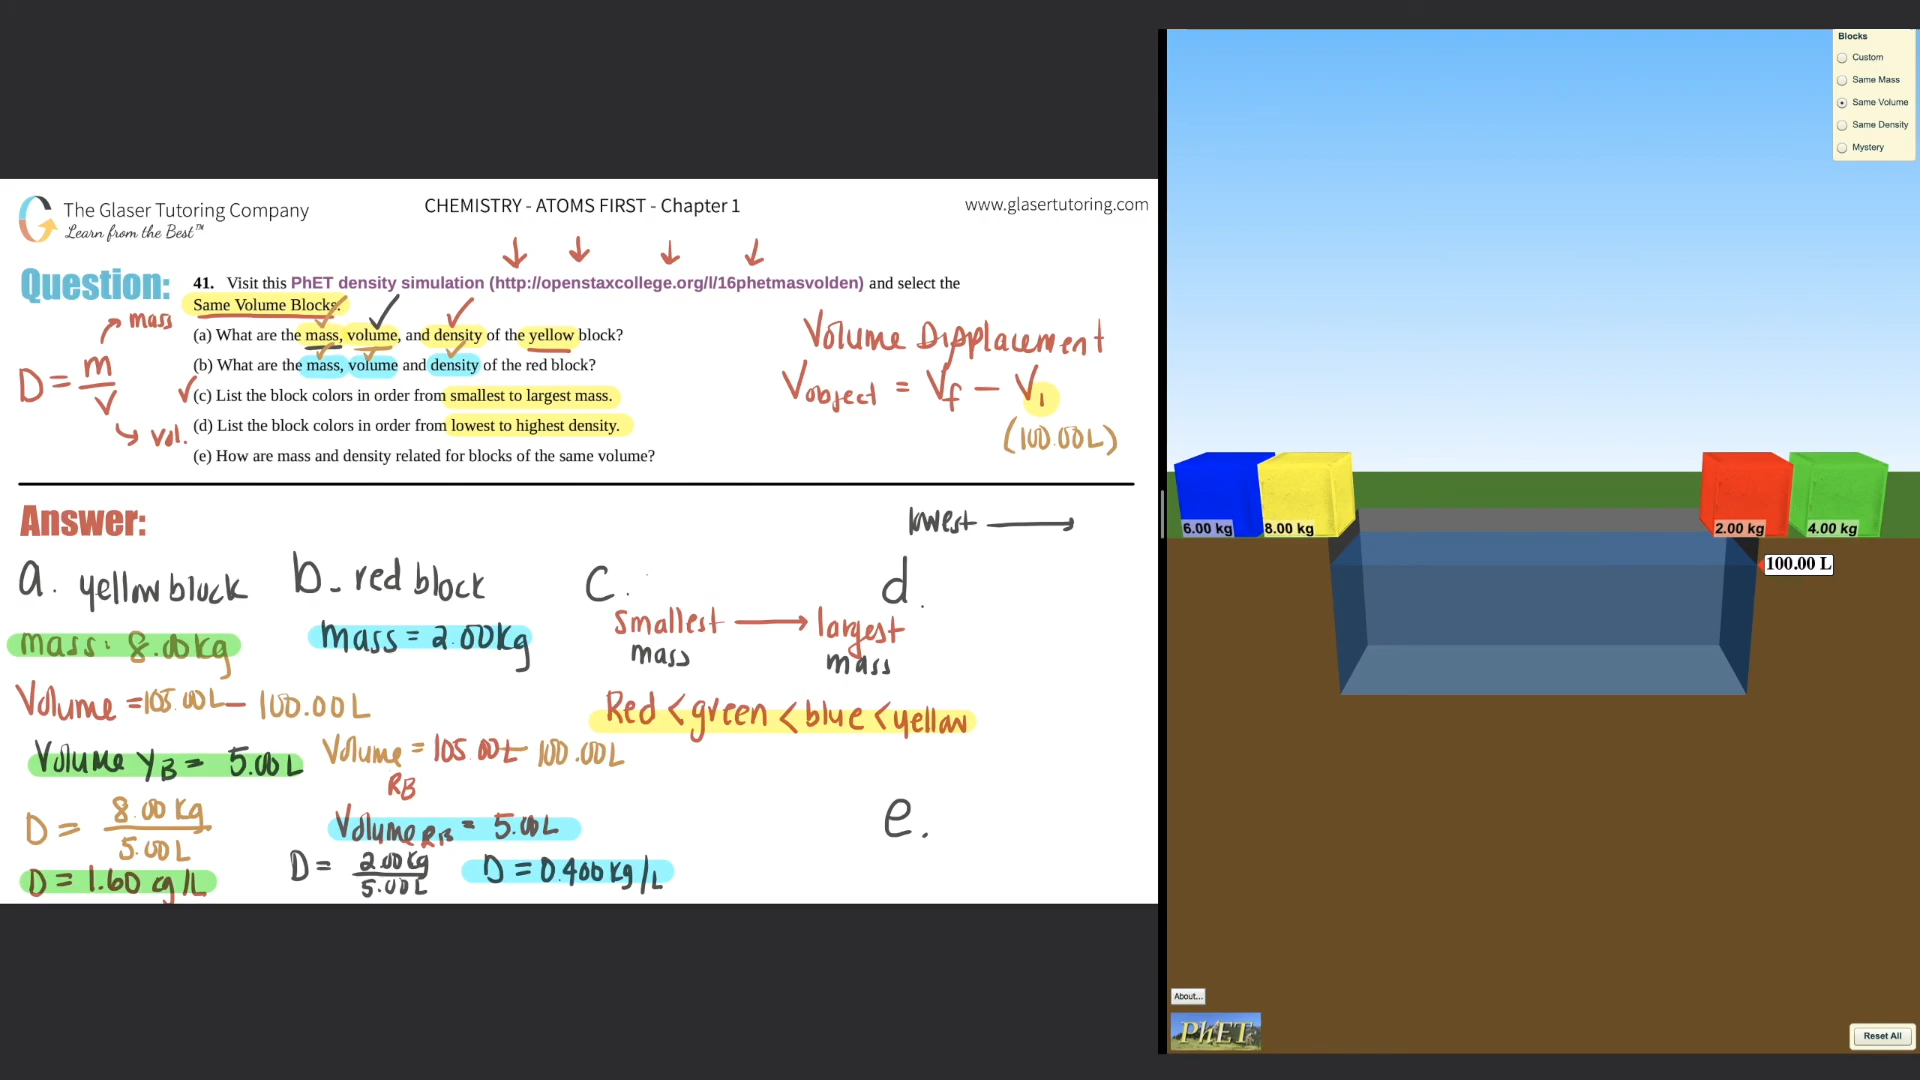 The Glaser Tutoring Company
Learn from the Best™
CHEMISTRY - ATOMS FIRST - Chapter 1
www.glasertutoring.com
Question:
41. Visit this PhET density simulation (http://openstaxcollege.org/l/16phetmasvolden) and select the
Same Volume Blocks.
(a) What are the mass, volume, and density of the yellow block?
(b) What are the mass, volume and density of the red block?
(c) List the block colors in order from smallest to largest mass.
(d) List the block colors in order from lowest to highest density.
(e) How are mass and density related for blocks of the same volume?
mass
D = m/V
vol.
Volume Displacement
Vobject = Vf - V1
(100.00L)
Answer:
a. yellow block
mass: 8.00kg
Volume = 105.00L - 100.00L
Volume YB = 5.00L
D = 8.00 kg / 5.00 L
D = 1.60 cg/L
b. red block
mass = 2.00kg
Volume RB = 105.00L - 100.00L
Volume RB = 5.00L
D = 2.00kg / 5.00L
D = 0.400 kg/L
c.
smallest mass → largest mass
Red < green < blue < yellow
lowest →
d.
e.
Blocks
Custom
Same Mass
Same Volume
Same Density
Mystery
6.00 kg
8.00 kg
2.00 kg
4.00 kg
100.00 L
About...
PhET
Reset All